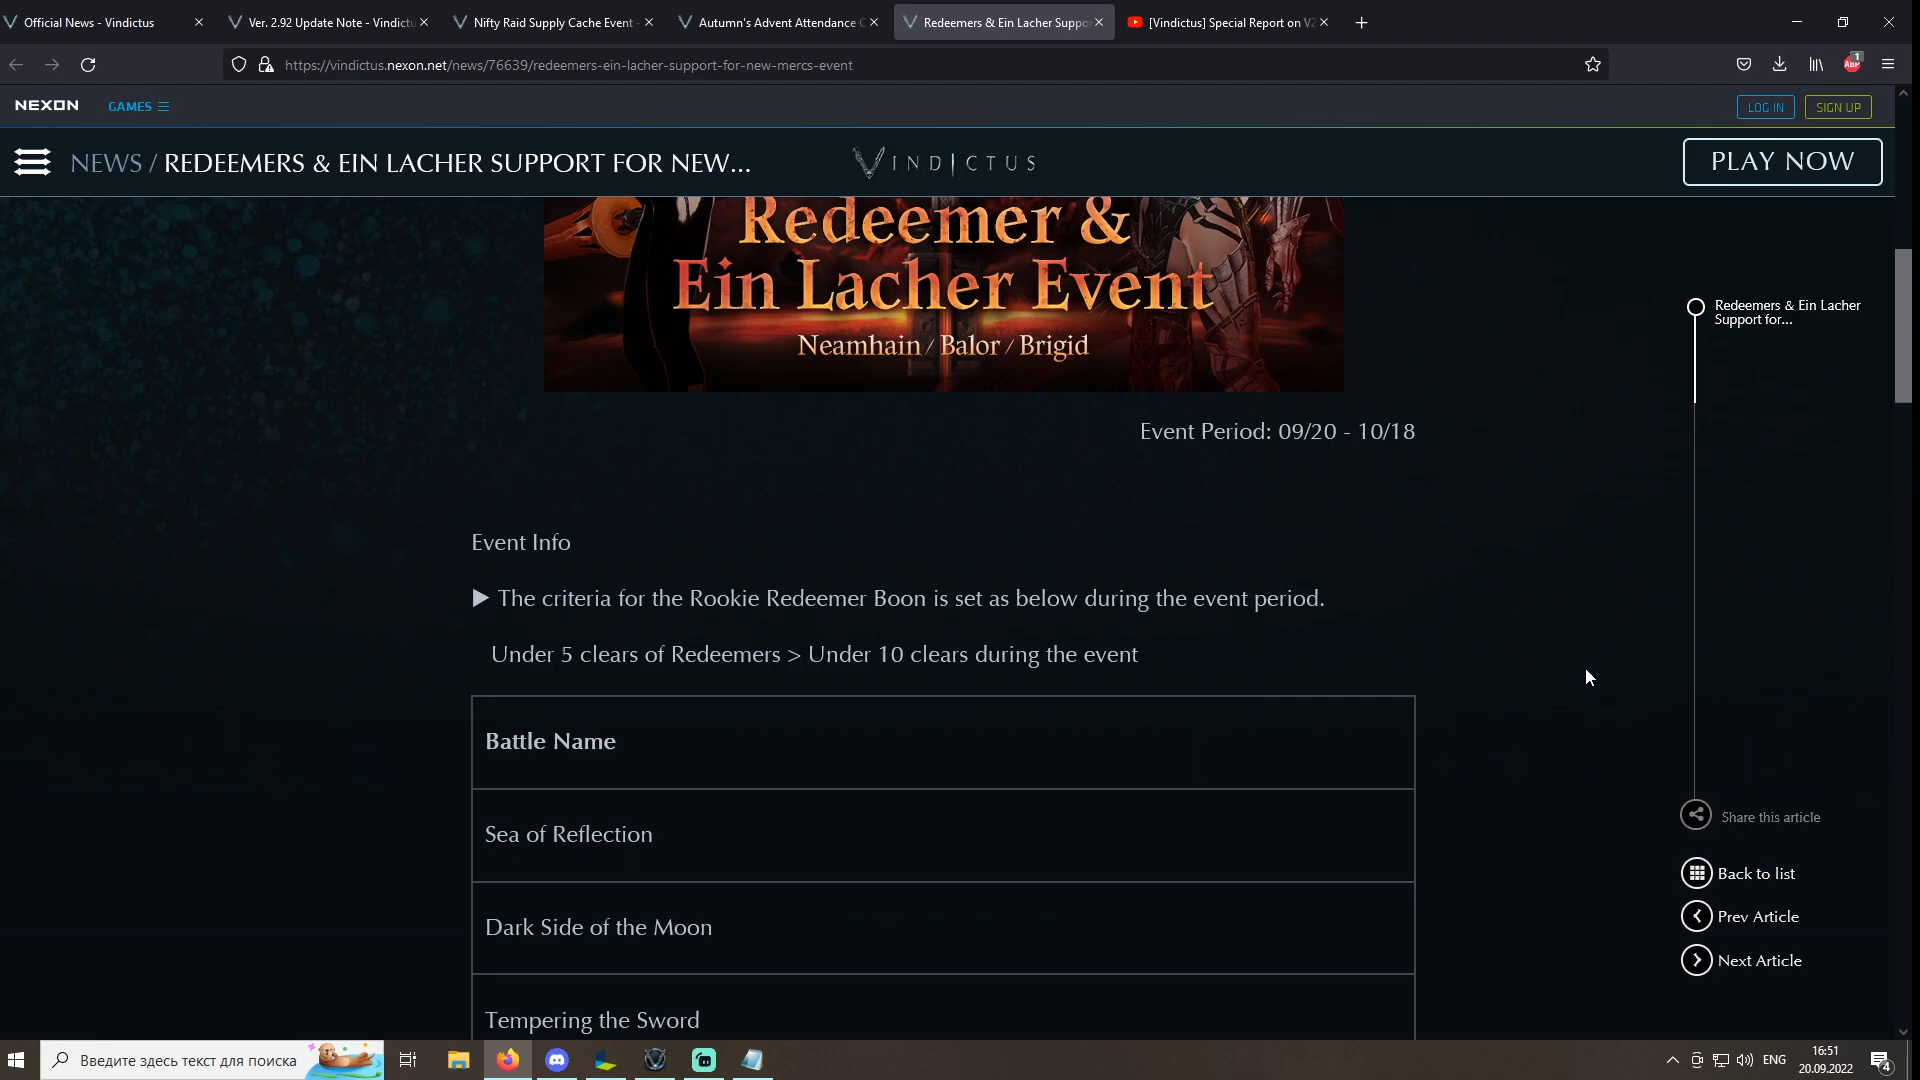 Official News - Vindictus
Ver. 2.92 Update Note - Vindictu
Nifty Raid Supply Cache Event -
Autumn's Advent Attendance C
Redeemers & Ein Lacher Suppo
[Vindictus] Special Report on V2
https://vindictus.nexon.net/news/76639/redeemers-ein-lacher-support-for-new-mercs-event
ABP
1
NEXON
GAMES
LOG IN
SIGN UP
NEWS / REDEEMERS & EIN LACHER SUPPORT FOR NEW...
VINDICTUS
PLAY NOW
Redeemer &
Ein Lacher Event
Neamhain / Balor / Brigid
Redeemers & Ein Lacher
Support for...
Event Period: 09/20 - 10/18
Event Info
▶ The criteria for the Rookie Redeemer Boon is set as below during the event period.
Under 5 clears of Redeemers > Under 10 clears during the event
Battle Name
Sea of Reflection
Dark Side of the Moon
Tempering the Sword
Share this article
Back to list
Prev Article
Next Article
Введите здесь текст для поиска
ENG
16:51
20.09.2022
4